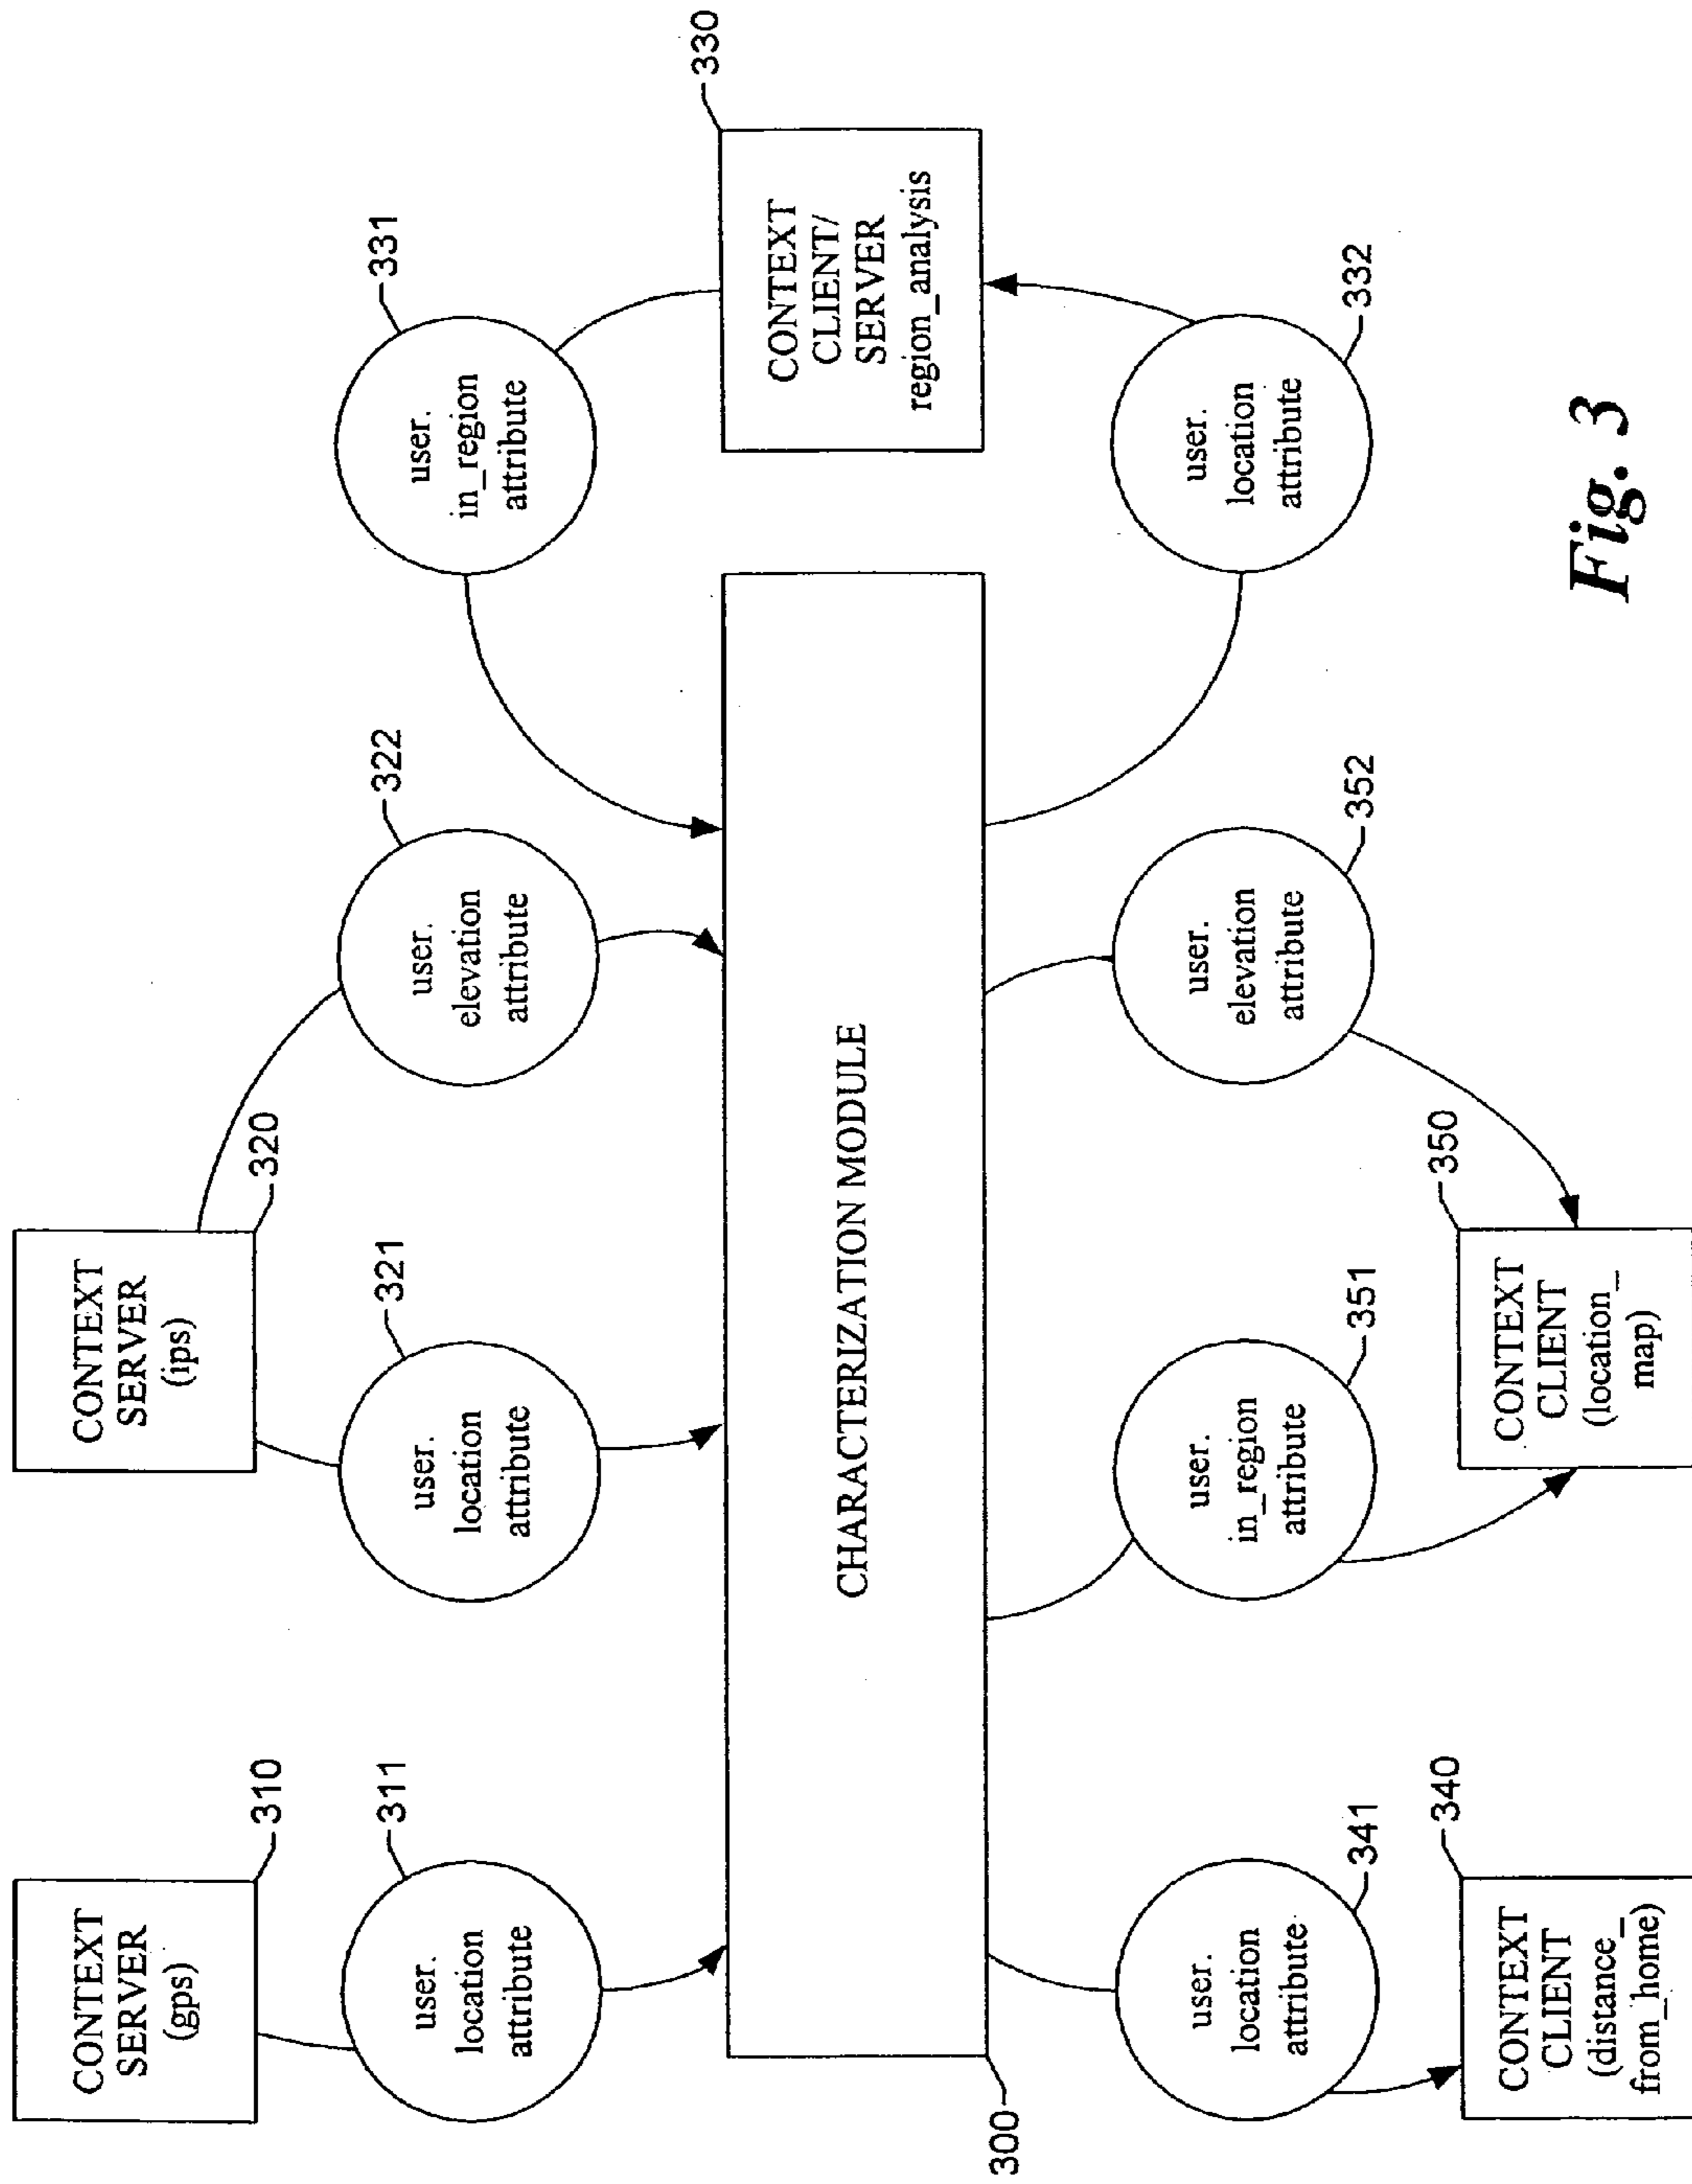 CONTEXT
SERVER
(gps)
310
CONTEXT
SERVER
(ips)
320
311
user.
location
attribute
321
user.
location
attribute
322
user.
elevation
attribute
331
user.
in_region
attribute
CHARACTERIZATION MODULE
300
330
CONTEXT
CLIENT/
SERVER
region_analysis
341
user.
location
attribute
351
user.
in_region
attribute
352
user.
elevation
attribute
332
user.
location
attribute
340
CONTEXT
CLIENT
(distance_
from_home)
350
CONTEXT
CLIENT
(location_
map)
Fig. 3